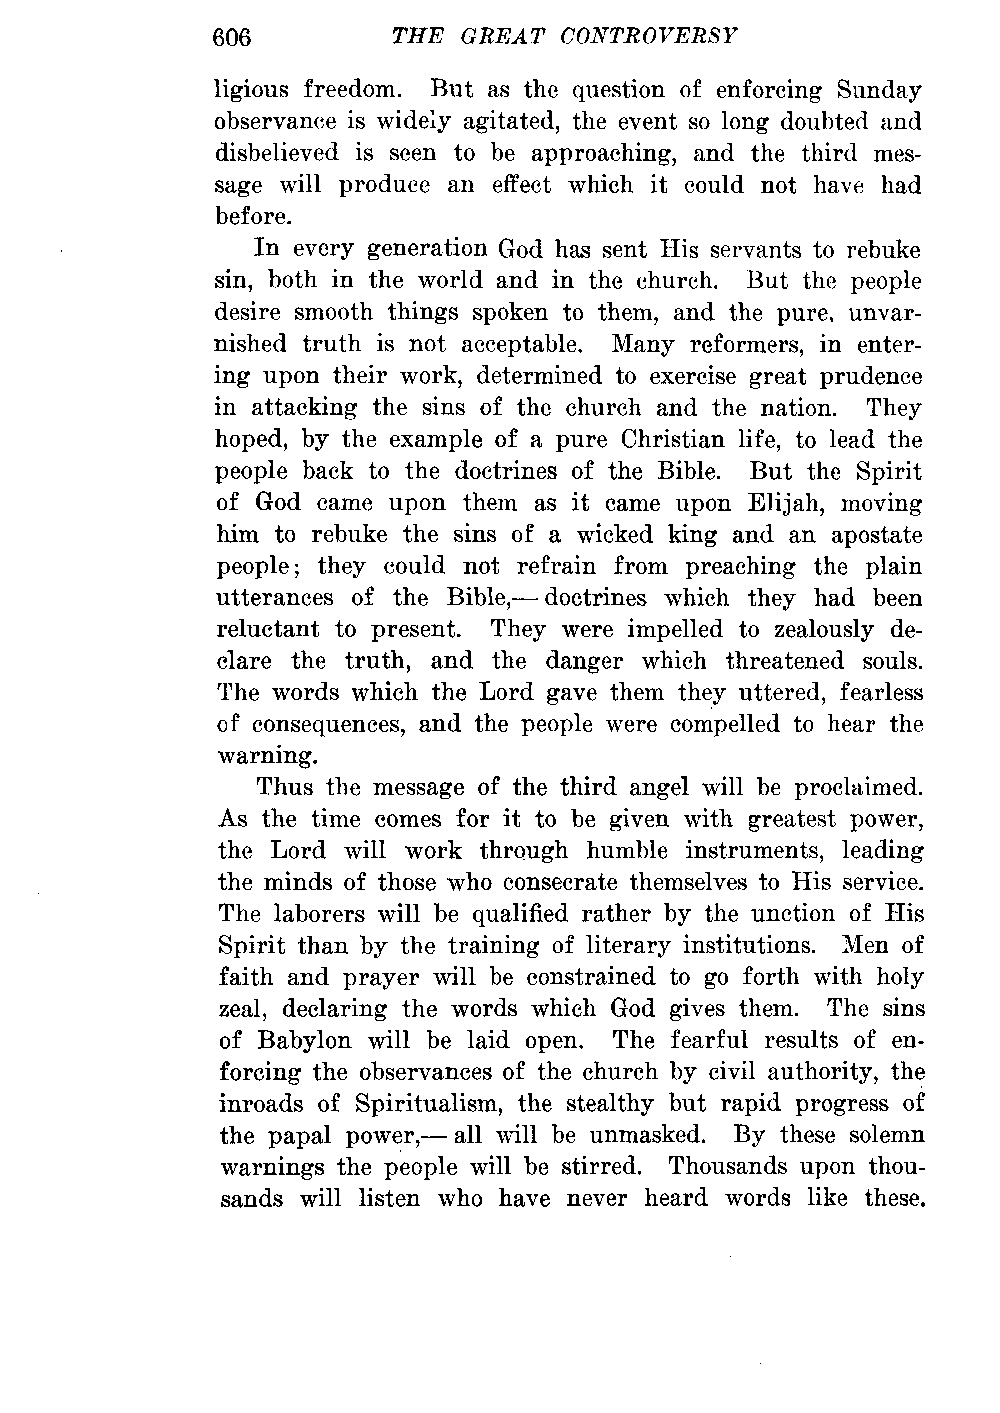 606 THE GREAT CONTROVERSY
ligious freedom. But as the question of enforcing Sunday
observance is widely agitated, the event so long doubted and
disbelieved is seen to be approaching, and the third mes-
sage will produce an effect which it could not have had
before.
In every generation God has sent His servants to rebuke
sin, both in the world and in the church. But the people
desire smooth things spoken to them, and the pure, unvar-
nished truth is not acceptable. Many reformers, in enter-
ing upon their work, determined to exercise great prudence
in attacking the sins of the church and the nation. They
hoped, by the example of a pure Christian life, to lead the
people back to the doctrines of the Bible. But the Spirit
of God came upon them as it came upon Elijah, moving
him to rebuke the sins of a wicked king and an apostate
people; they could not refrain from preaching the plain
utterances of the Bible,— doctrines which they had been
reluctant to present. They were impelled to zealously de-
clare the truth, and the danger which threatened souls.
The words which the Lord gave them they uttered, fearless
of consequences, and the people were compelled to hear the
warning.
Thus the message of the third angel will be proclaimed.
As the time comes for it to be given with greatest power,
the Lord will work through humble instruments, leading
the minds of those who consecrate themselves to His service.
The laborers will be qualified rather by the unction of His
Spirit than by the training of literary institutions. Men of
faith and prayer will be constrained to go forth with holy
zeal, declaring the words which God gives them. The sins
of Babylon will be laid open. The fearful results of en-
forcing the observances of the church by civil authority, the
inroads of Spiritualism, the stealthy but rapid progress of
the papal power,— all will be unmasked. By these solemn
warnings the people will be stirred. Thousands upon thou-
sands will listen who have never heard words like these.